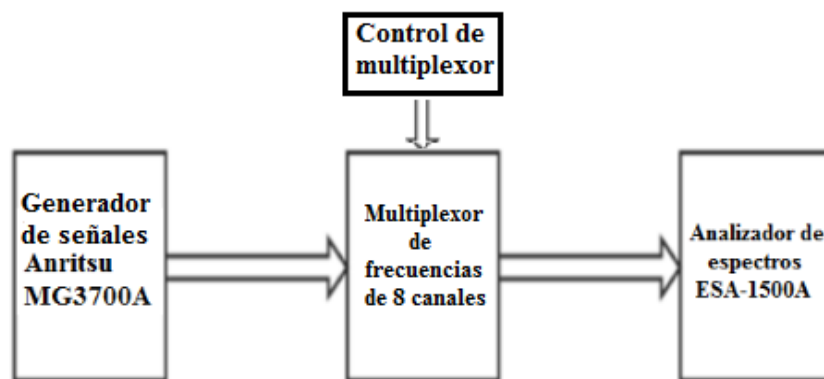 Control de
multiplexor
Generador
de señales
Anritsu
MG3700A
Multiplexor
de
frecuencias
de 8 canales
Analizador de
espectros
ESA-1500A